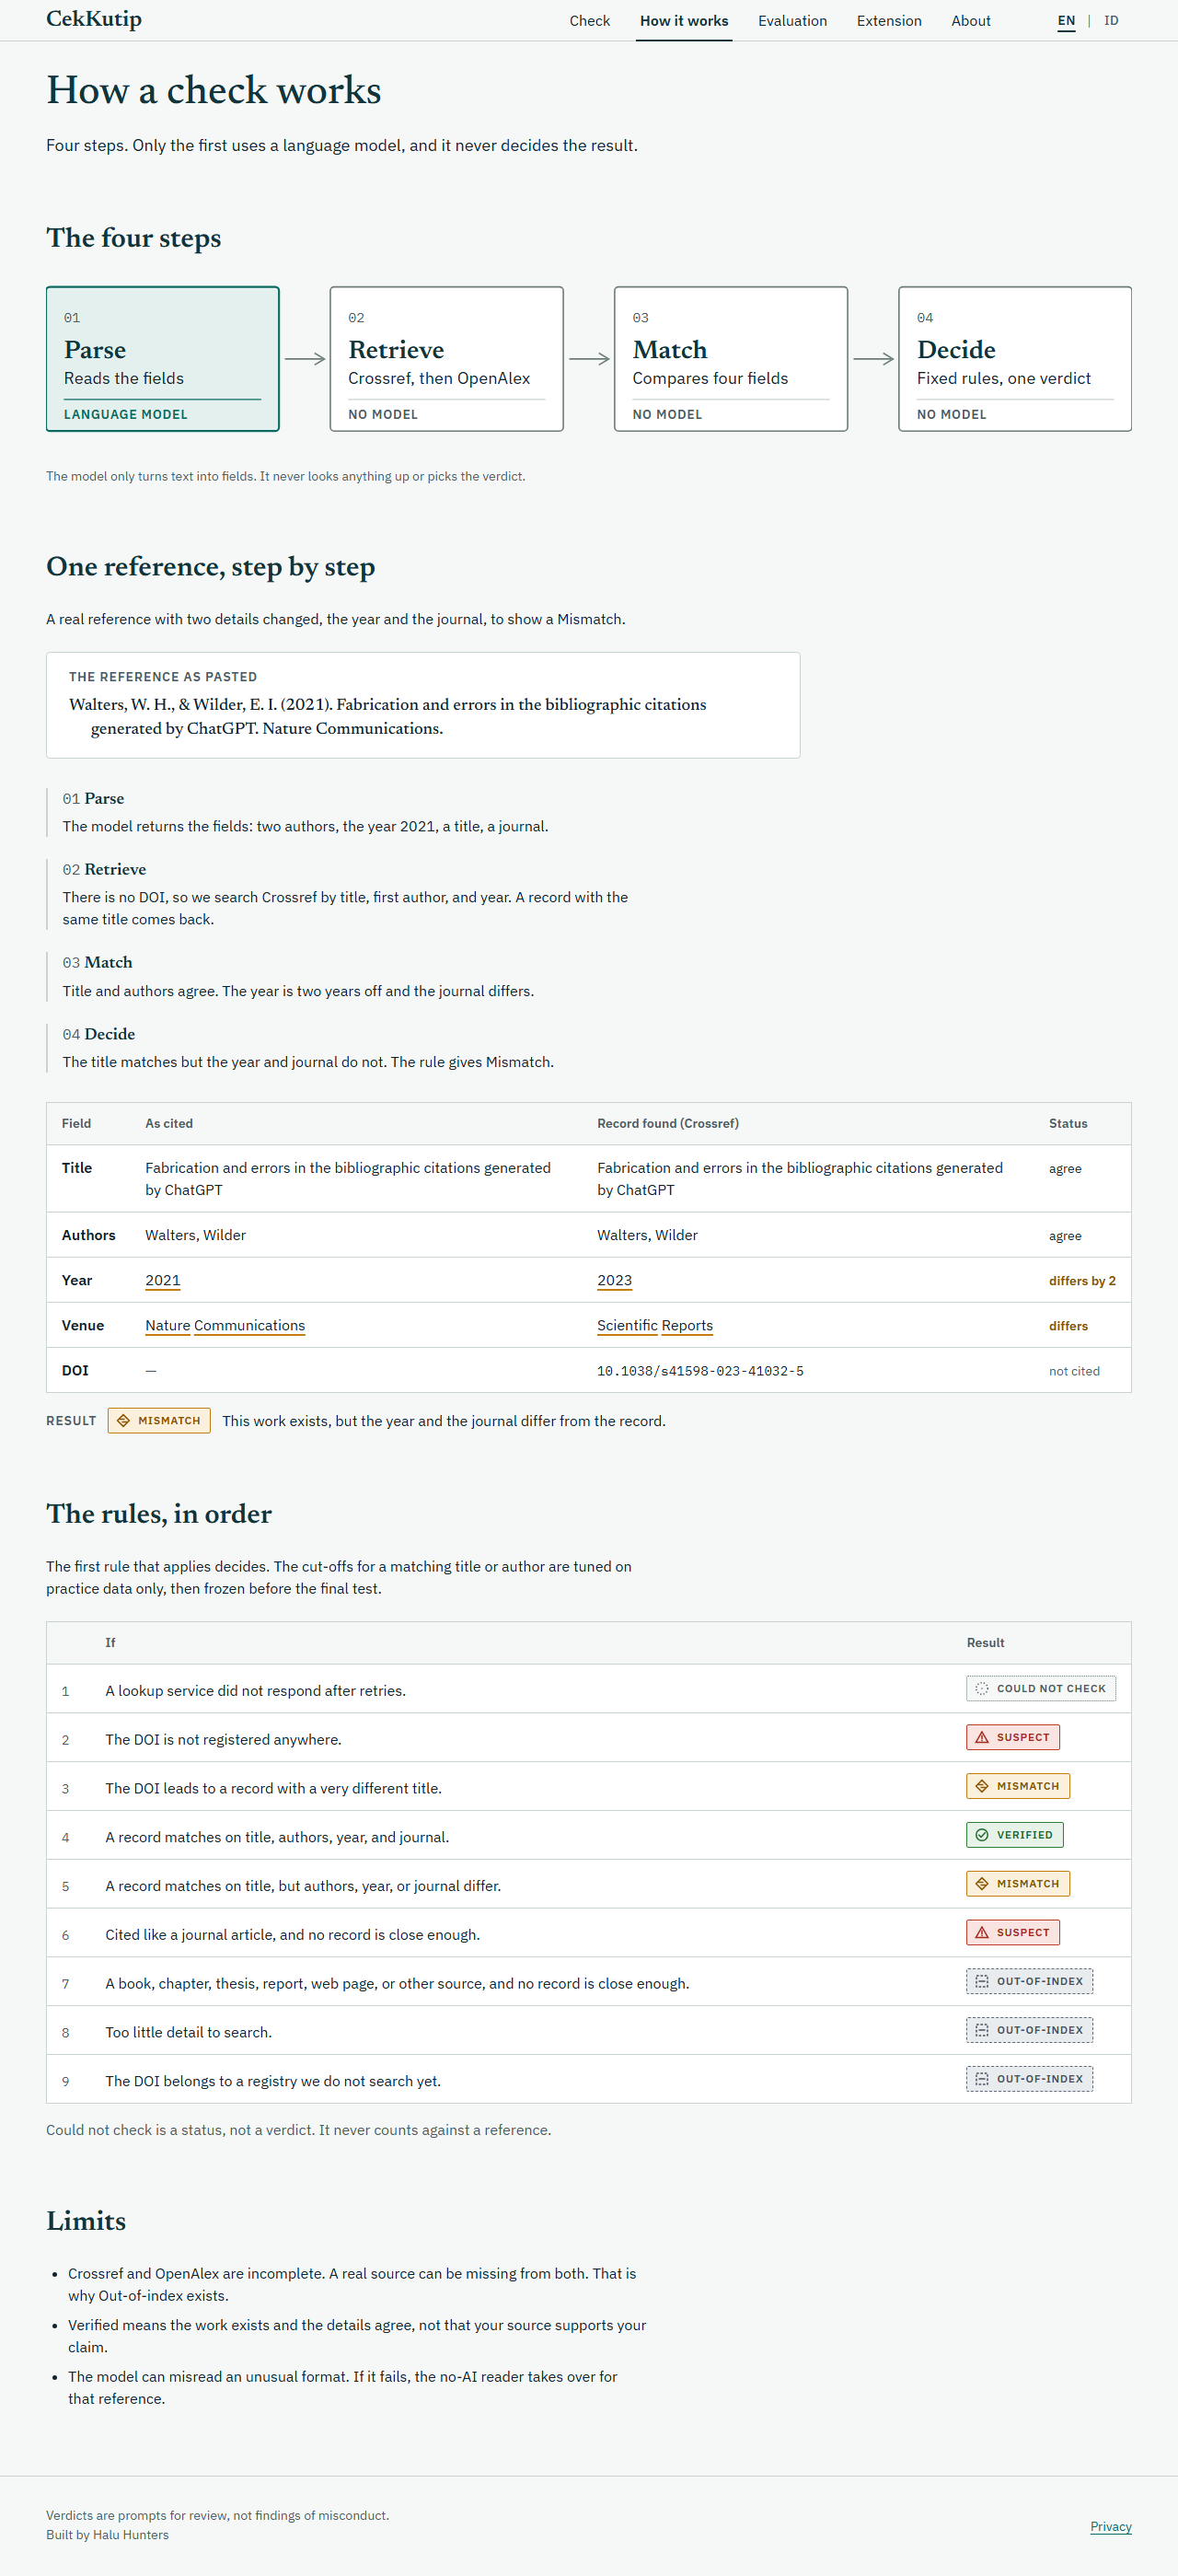 CekKutip
Check How it works Evaluation Extension About EN | ID
How a check works
Four steps. Only the first uses a language model, and it never decides the result.
The four steps
01
Parse
Reads the fields
LANGUAGE MODEL
02
Retrieve
Crossref, then OpenAlex
NO MODEL
03
Match
Compares four fields
NO MODEL
04
Decide
Fixed rules, one verdict
NO MODEL
The model only turns text into fields. It never looks anything up or picks the verdict.
One reference, step by step
A real reference with two details changed, the year and the journal, to show a Mismatch.
THE REFERENCE AS PASTED
Walters, W. H., & Wilder, E. I. (2021). Fabrication and errors in the bibliographic citations
generated by ChatGPT. Nature Communications.
01 Parse
The model returns the fields: two authors, the year 2021, a title, a journal.
02 Retrieve
There is no DOI, so we search Crossref by title, first author, and year. A record with the
same title comes back.
03 Match
Title and authors agree. The year is two years off and the journal differs.
04 Decide
The title matches but the year and journal do not. The rule gives Mismatch.
Field As cited Record found (Crossref) Status
Title Fabrication and errors in the bibliographic citations generated by ChatGPT Fabrication and errors in the bibliographic citations generated by ChatGPT agree
Authors Walters, Wilder Walters, Wilder agree
Year 2021 2023 differs by 2
Venue Nature Communications Scientific Reports differs
DOI — 10.1038/s41598-023-41032-5 not cited
RESULT MISMATCH This work exists, but the year and the journal differ from the record.
The rules, in order
The first rule that applies decides. The cut-offs for a matching title or author are tuned on
practice data only, then frozen before the final test.
If Result
1 A lookup service did not respond after retries. COULD NOT CHECK
2 The DOI is not registered anywhere. SUSPECT
3 The DOI leads to a record with a very different title. MISMATCH
4 A record matches on title, authors, year, and journal. VERIFIED
5 A record matches on title, but authors, year, or journal differ. MISMATCH
6 Cited like a journal article, and no record is close enough. SUSPECT
7 A book, chapter, thesis, report, web page, or other source, and no record is close enough. OUT-OF-INDEX
8 Too little detail to search. OUT-OF-INDEX
9 The DOI belongs to a registry we do not search yet. OUT-OF-INDEX
Could not check is a status, not a verdict. It never counts against a reference.
Limits
• Crossref and OpenAlex are incomplete. A real source can be missing from both. That is
why Out-of-index exists.
• Verified means the work exists and the details agree, not that your source supports your
claim.
• The model can misread an unusual format. If it fails, the no-AI reader takes over for
that reference.
Verdicts are prompts for review, not findings of misconduct.
Built by Halu Hunters
Privacy